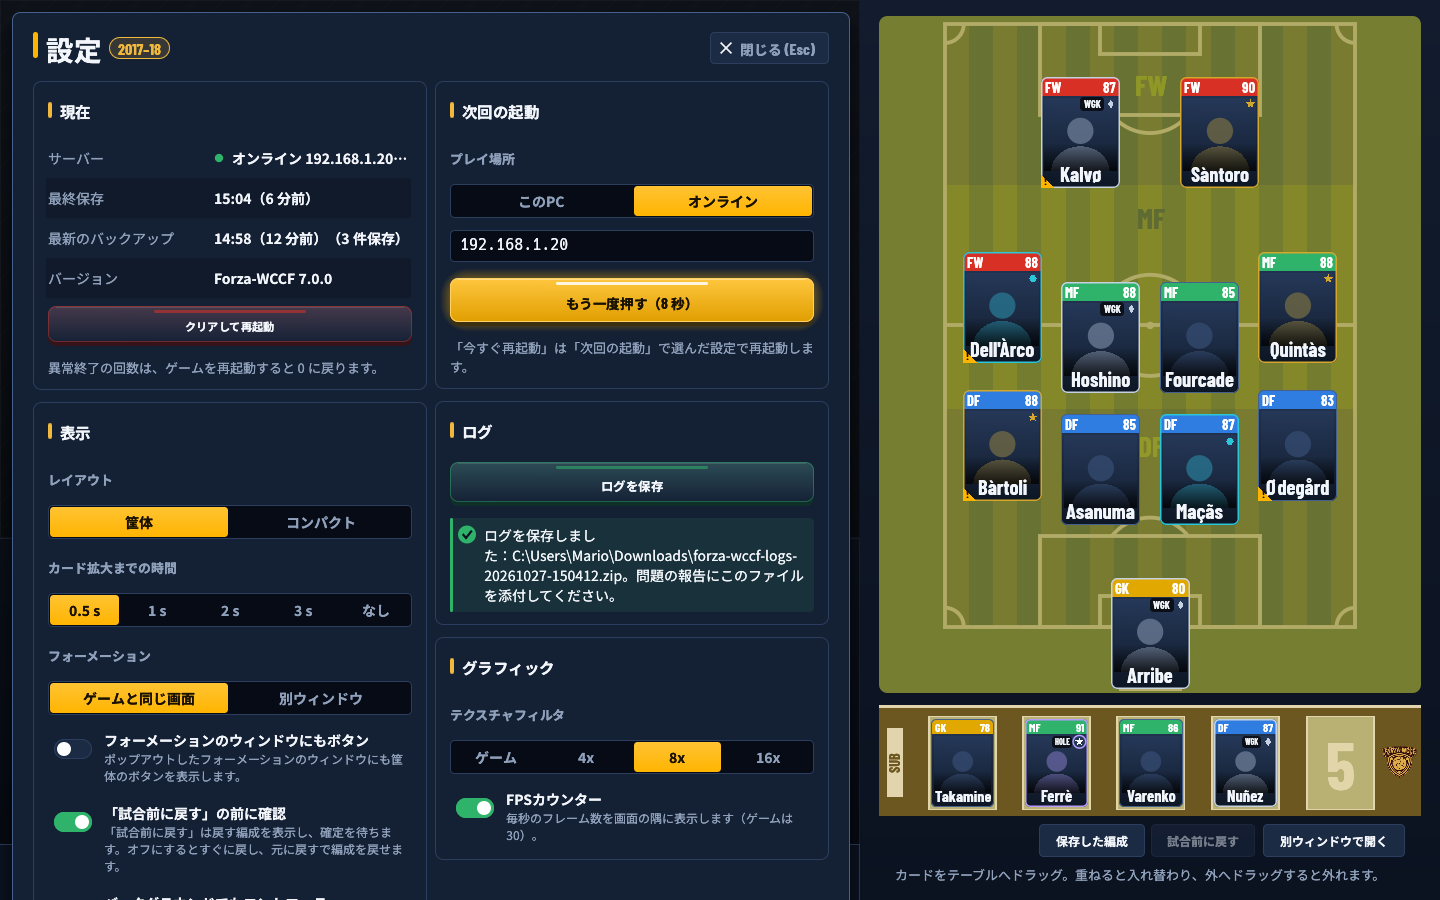 設定 2017-18
閉じる (Esc)
現在
サーバー オンライン 192.168.1.20…
最終保存 15:04（6 分前）
最新のバックアップ 14:58（12 分前）（3 件保存）
バージョン Forza-WCCF 7.0.0
クリアして再起動
異常終了の回数は、ゲームを再起動すると 0 に戻ります。
表示
レイアウト
筐体 コンパクト
カード拡大までの時間
0.5 s 1 s 2 s 3 s なし
フォーメーション
ゲームと同じ画面 別ウィンドウ
フォーメーションのウィンドウにもボタン
ポップアウトしたフォーメーションのウィンドウにも筐
体のボタンを表示します。
「試合前に戻す」の前に確認
「試合前に戻す」は戻す編成を表示し、確定を待ちま
す。オフにするとすぐに戻し、元に戻すで編成を戻せま
す。
次回の起動
プレイ場所
このPC オンライン
192.168.1.20
もう一度押す（8 秒）
「今すぐ再起動」は「次回の起動」で選んだ設定で再起動しま
す。
ログ
ログを保存
ログを保存しまし
た：C:\Users\Mario\Downloads\forza-wccf-logs-
20261027-150412.zip。問題の報告にこのファイル
を添付してください。
グラフィック
テクスチャフィルタ
ゲーム 4x 8x 16x
FPSカウンター
毎秒のフレーム数を画面の隅に表示します（ゲームは
30）。
FW
FW 87
WGK
Kalvø
FW 90
Sàntoro
MF
FW 88
Dell'Àrco
MF 88
WGK
Hoshino
MF 85
Fourcade
MF 88
Quintàs
DF
DF 88
Bàrtoli
DF 85
Asanuma
DF 87
Maçãs
DF 83
Ødegård
GK 80
WGK
Arribe
SUB
GK 78
Takamine
MF 91
HOLE
Ferrè
MF 86
Varenko
DF 87
WGK
Nuñez
5
FORZA-WCCF
保存した編成 試合前に戻す 別ウィンドウで開く
カードをテーブルへドラッグ。重ねると入れ替わり、外へドラッグすると外れます。